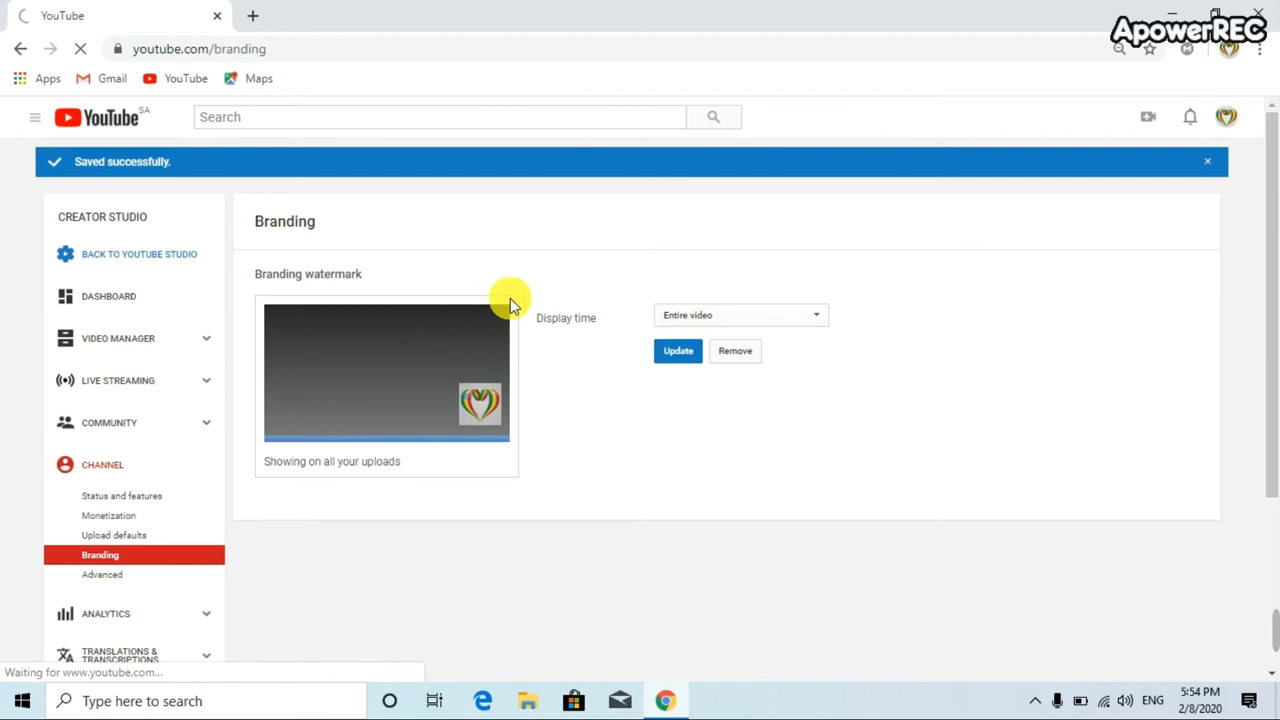 YouTube
ApowerREC
youtube.com/branding
Apps Gmail YouTube Maps
YouTube SA
Search
Saved successfully.
CREATOR STUDIO
BACK TO YOUTUBE STUDIO
DASHBOARD
VIDEO MANAGER
LIVE STREAMING
COMMUNITY
CHANNEL
Status and features
Monetization
Upload defaults
Branding
Advanced
ANALYTICS
TRANSLATIONS &
TRANSCRIPTIONS
Branding
Branding watermark
Showing on all your uploads
Display time
Entire video
Update Remove
Waiting for www.youtube.com...
Type here to search
ENG
5:54 PM
2/8/2020